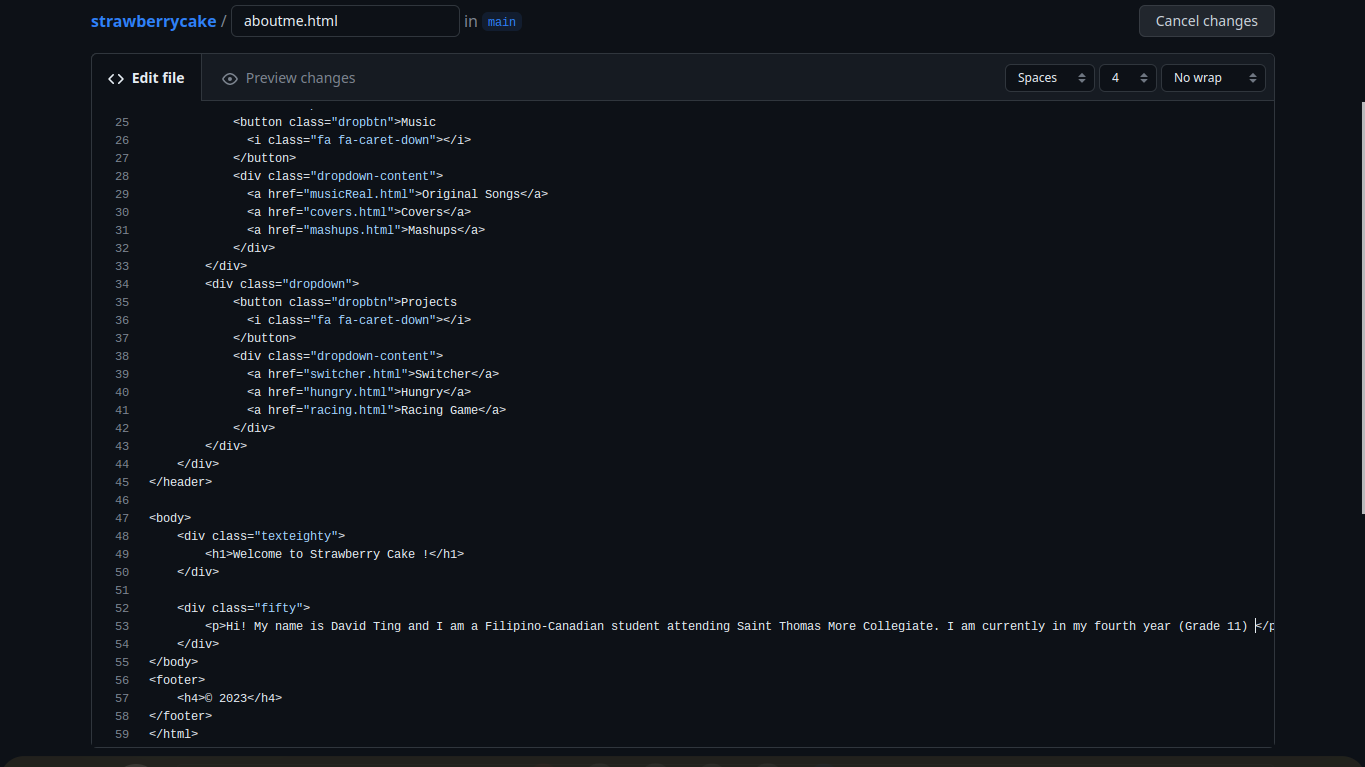 strawberrycake / aboutme.html in main Cancel changes
<> Edit file Preview changes Spaces 4 No wrap
25 <button class="dropbtn">Music
26 <i class="fa fa-caret-down"></i>
27 </button>
28 <div class="dropdown-content">
29 <a href="musicReal.html">Original Songs</a>
30 <a href="covers.html">Covers</a>
31 <a href="mashups.html">Mashups</a>
32 </div>
33 </div>
34 <div class="dropdown">
35 <button class="dropbtn">Projects
36 <i class="fa fa-caret-down"></i>
37 </button>
38 <div class="dropdown-content">
39 <a href="switcher.html">Switcher</a>
40 <a href="hungry.html">Hungry</a>
41 <a href="racing.html">Racing Game</a>
42 </div>
43 </div>
44 </div>
45 </header>
46
47 <body>
48 <div class="texteighty">
49 <h1>Welcome to Strawberry Cake !</h1>
50 </div>
51
52 <div class="fifty">
53 <p>Hi! My name is David Ting and I am a Filipino-Canadian student attending Saint Thomas More Collegiate. I am currently in my fourth year (Grade 11) </p
54 </div>
55 </body>
56 <footer>
57 <h4>© 2023</h4>
58 </footer>
59 </html>